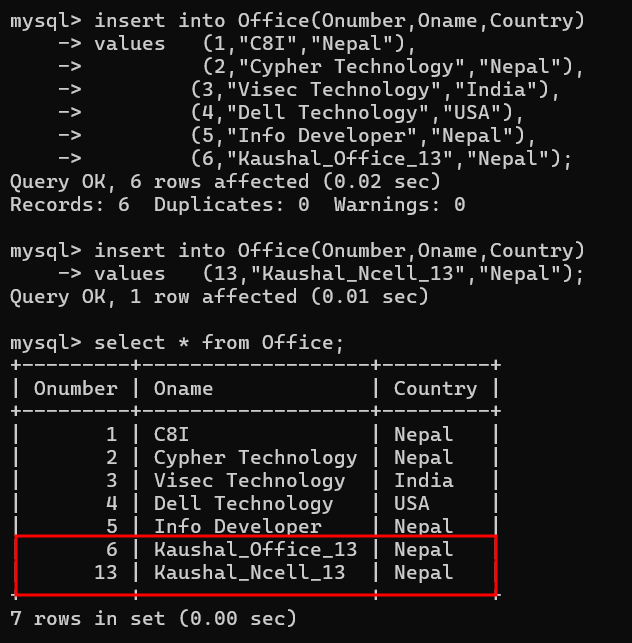 mysql> insert into Office(Onumber,Oname,Country)
    -> values   (1,"C8I","Nepal"),
    ->          (2,"Cypher Technology","Nepal"),
    ->         (3,"Visec Technology","India"),
    ->         (4,"Dell Technology","USA"),
    ->         (5,"Info Developer","Nepal"),
    ->         (6,"Kaushal_Office_13","Nepal");
Query OK, 6 rows affected (0.02 sec)
Records: 6  Duplicates: 0  Warnings: 0
mysql> insert into Office(Onumber,Oname,Country)
    -> values   (13,"Kaushal_Ncell_13","Nepal");
Query OK, 1 row affected (0.01 sec)
mysql> select * from Office;
+---------+-------------------+---------+
| Onumber | Oname             | Country |
+---------+-------------------+---------+
|       1 | C8I               | Nepal   |
|       2 | Cypher Technology | Nepal   |
|       3 | Visec Technology  | India   |
|       4 | Dell Technology   | USA     |
|       5 | Info Developer    | Nepal   |
|       6 | Kaushal_Office_13 | Nepal   |
|      13 | Kaushal_Ncell_13  | Nepal   |
+---------+-------------------+---------+
7 rows in set (0.00 sec)